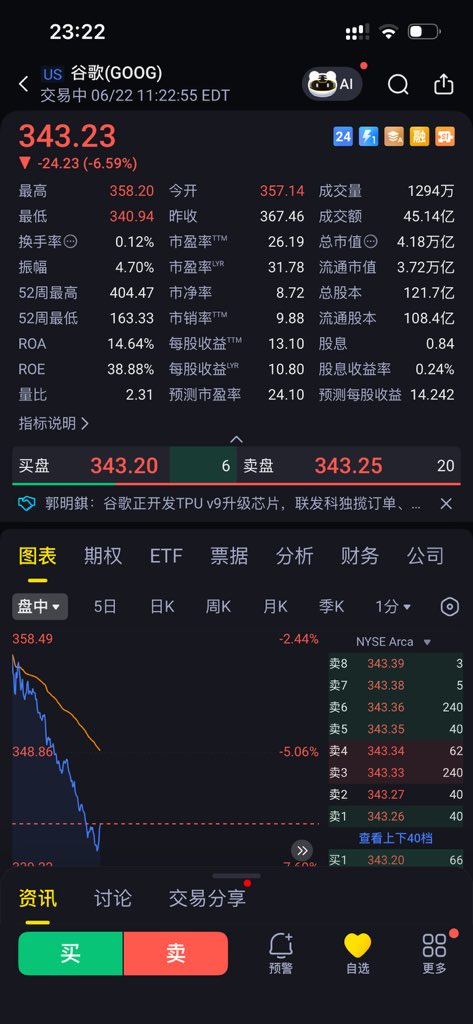 23:22
US 谷歌(GOOG)
交易中 06/22 11:22:55 EDT
AI
343.23
-24.23 (-6.59%)
24 1 A 融
最高 358.20 今开 357.14 成交量 1294万
最低 340.94 昨收 367.46 成交额 45.14亿
换手率 0.12% 市盈率TTM 26.19 总市值 4.18万亿
振幅 4.70% 市盈率LYR 31.78 流通市值 3.72万亿
52周最高 404.47 市净率 8.72 总股本 121.7亿
52周最低 163.33 市销率TTM 9.88 流通股本 108.4亿
ROA 14.64% 每股收益TTM 13.10 股息 0.84
ROE 38.88% 每股收益LYR 10.80 股息收益率 0.24%
量比 2.31 预测市盈率 24.10 预测每股收益 14.242
指标说明
买盘 343.20 6 卖盘 343.25 20
郭明錤：谷歌正开发TPU v9升级芯片，联发科独揽订单、...
图表 期权 ETF 票据 分析 财务 公司
盘中 5日 日K 周K 月K 季K 1分
358.49 -2.44%
348.86 -5.06%
NYSE Arca
卖8 343.39 3
卖7 343.38 5
卖6 343.36 240
卖5 343.35 40
卖4 343.34 62
卖3 343.33 240
卖2 343.27 40
卖1 343.26 40
查看上下40档
买1 343.20 66
资讯 讨论 交易分享
买 卖 预警 自选 更多